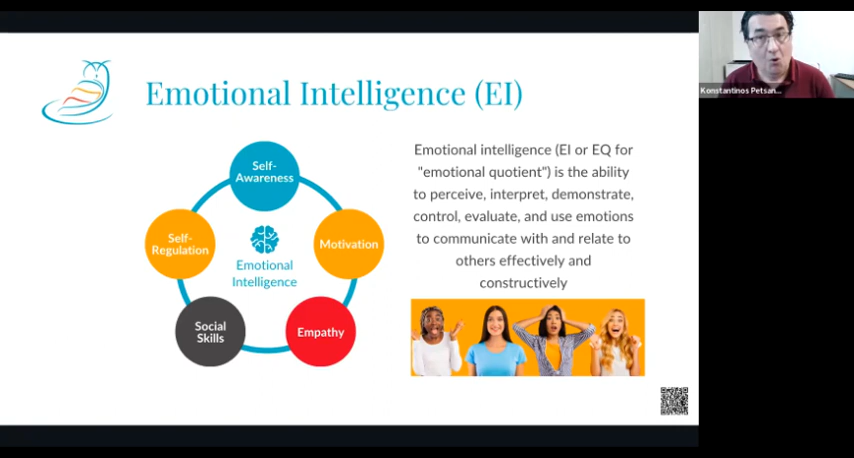 Emotional Intelligence (EI)
Self-
Awareness
Self-
Regulation
Motivation
Emotional
Intelligence
Social
Skills
Empathy
Emotional intelligence (EI or EQ for
"emotional quotient") is the ability
to perceive, interpret, demonstrate,
control, evaluate, and use emotions
to communicate with and relate to
others effectively and
constructively
Konstantinos Petsan...